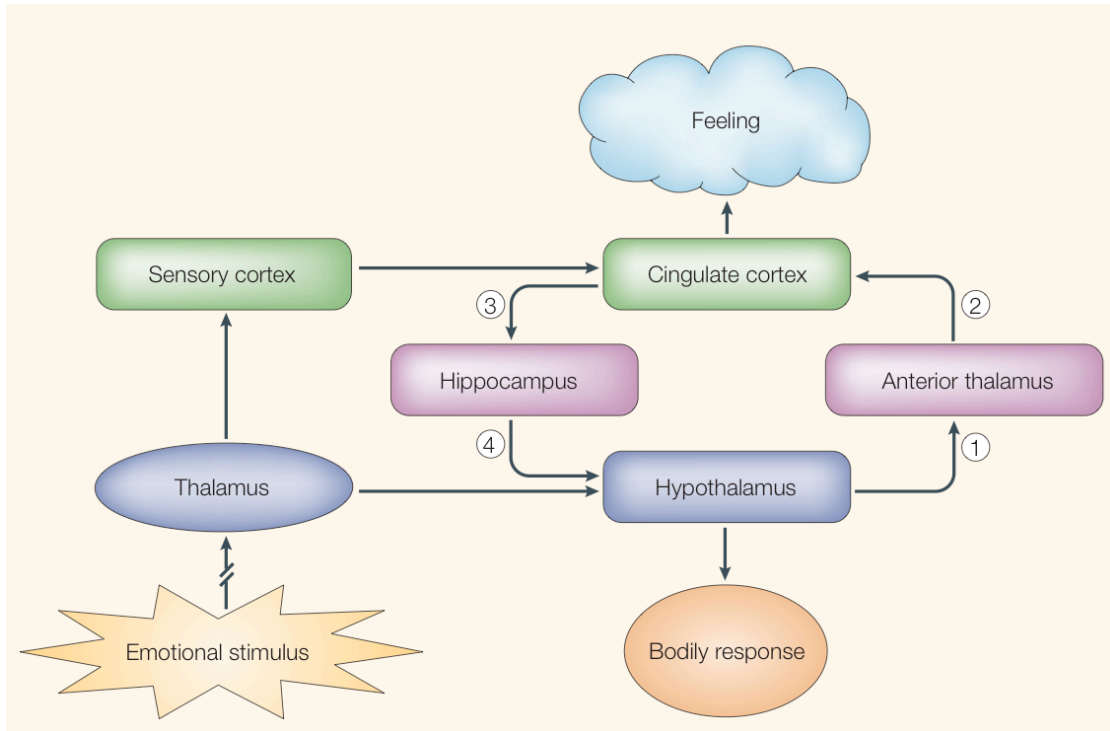 Feeling
Sensory cortex
Cingulate cortex
3
2
Hippocampus
Anterior thalamus
4
1
Thalamus
Hypothalamus
Emotional stimulus
Bodily response